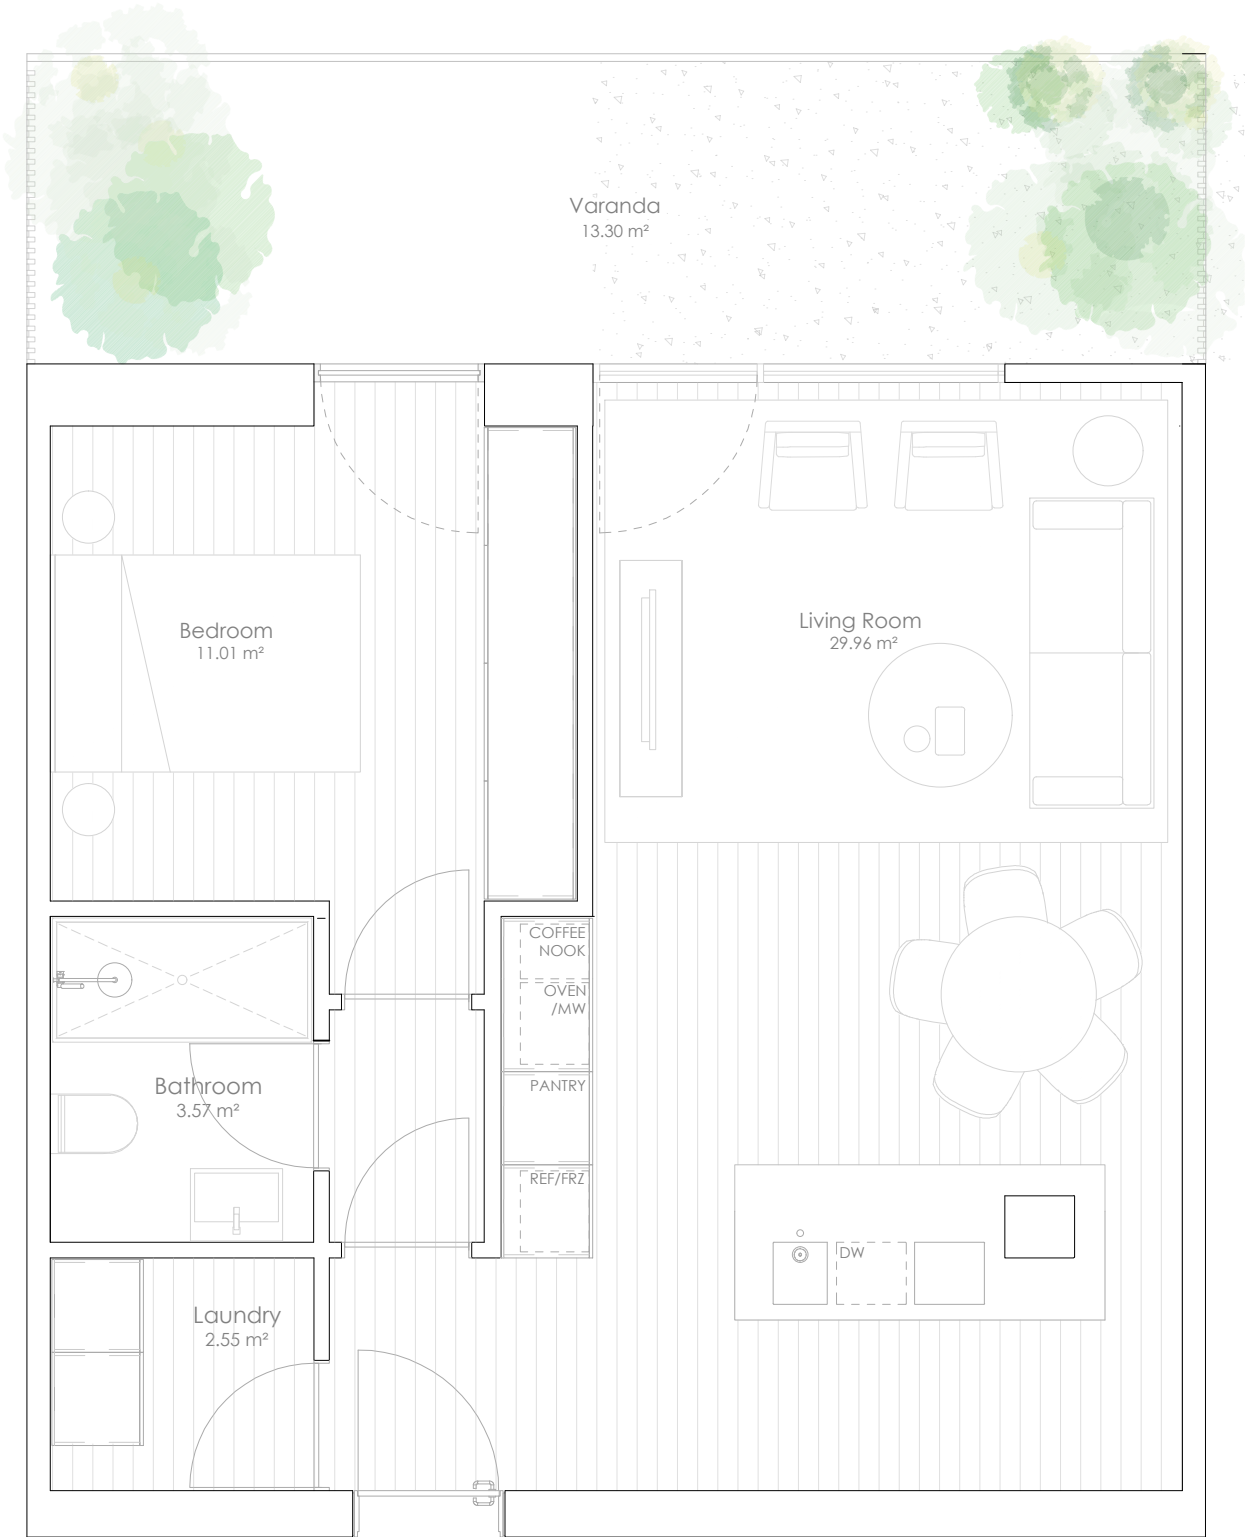 Varanda
13.30 m²
Bedroom
11.01 m²
Living Room
29.96 m²
COFFEE
NOOK
OVEN
/MW
PANTRY
REF/FRZ
Bathroom
3.57 m²
DW
Laundry
2.55 m²